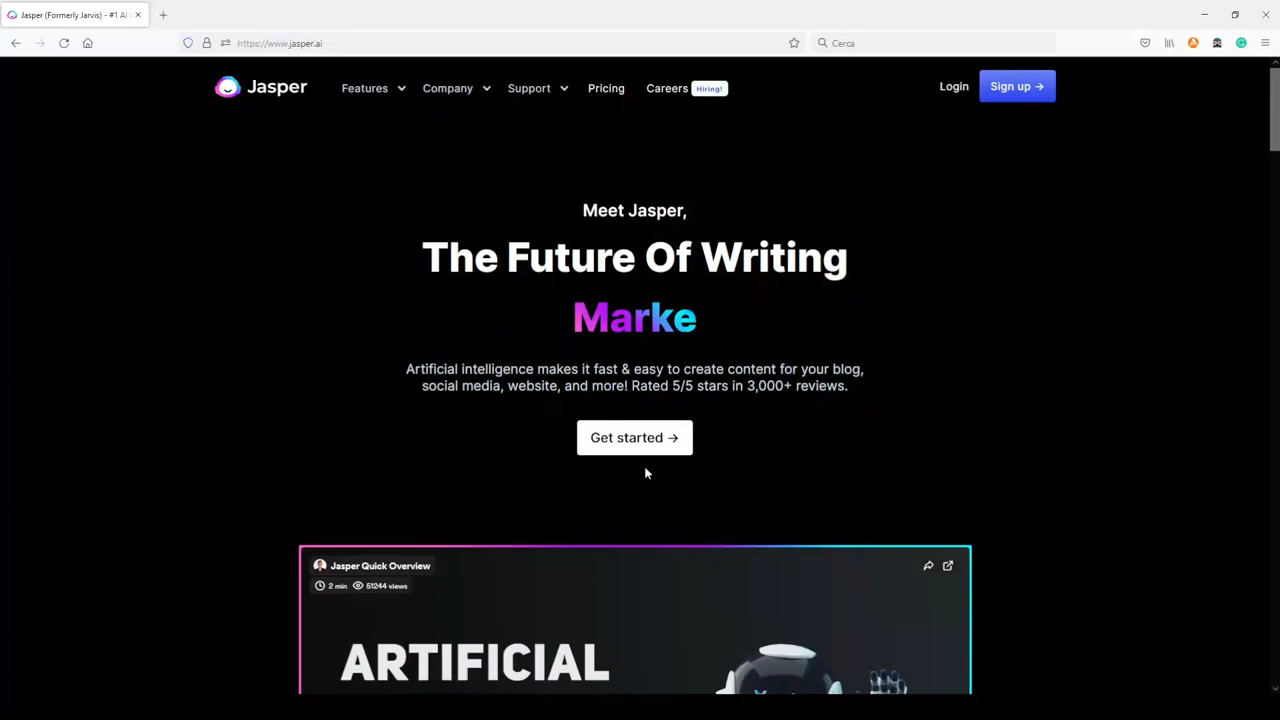 Jasper (Formerly Jarvis) - #1 AI
https://www.jasper.ai
Cerca
Jasper
Features
Company
Support
Pricing
Careers
Hiring!
Login
Sign up →
Meet Jasper,
The Future Of Writing
Marke
Artificial intelligence makes it fast & easy to create content for your blog,
social media, website, and more! Rated 5/5 stars in 3,000+ reviews.
Get started →
Jasper Quick Overview
2 min 51244 views
ARTIFICIAL